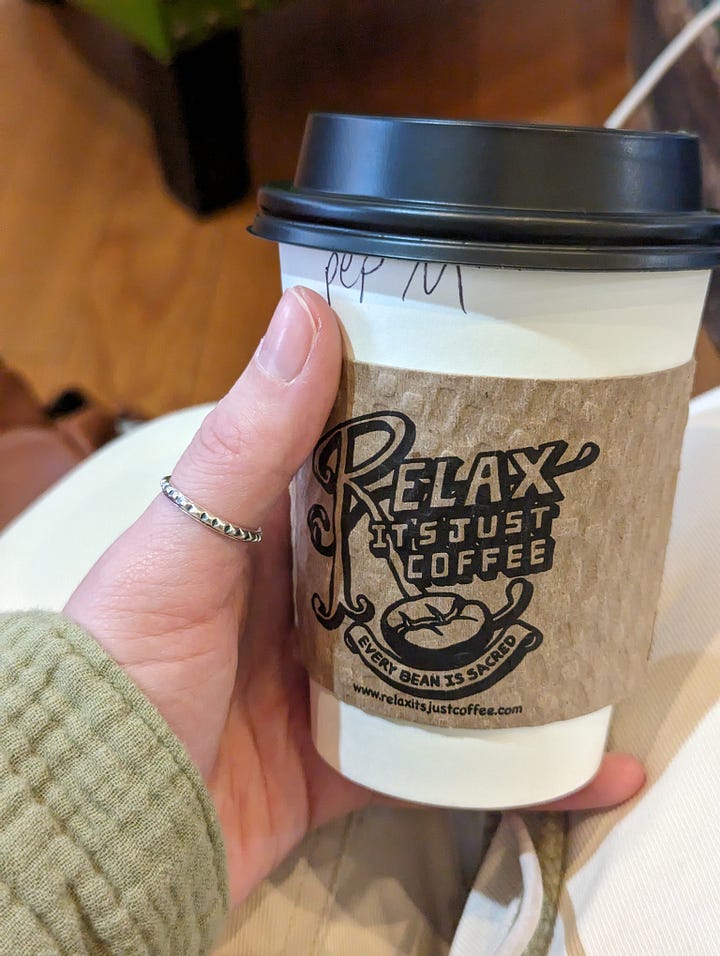 pep M
RELAX
IT'S JUST
COFFEE
EVERY BEAN IS SACRED
www.relaxitsjustcoffee.com